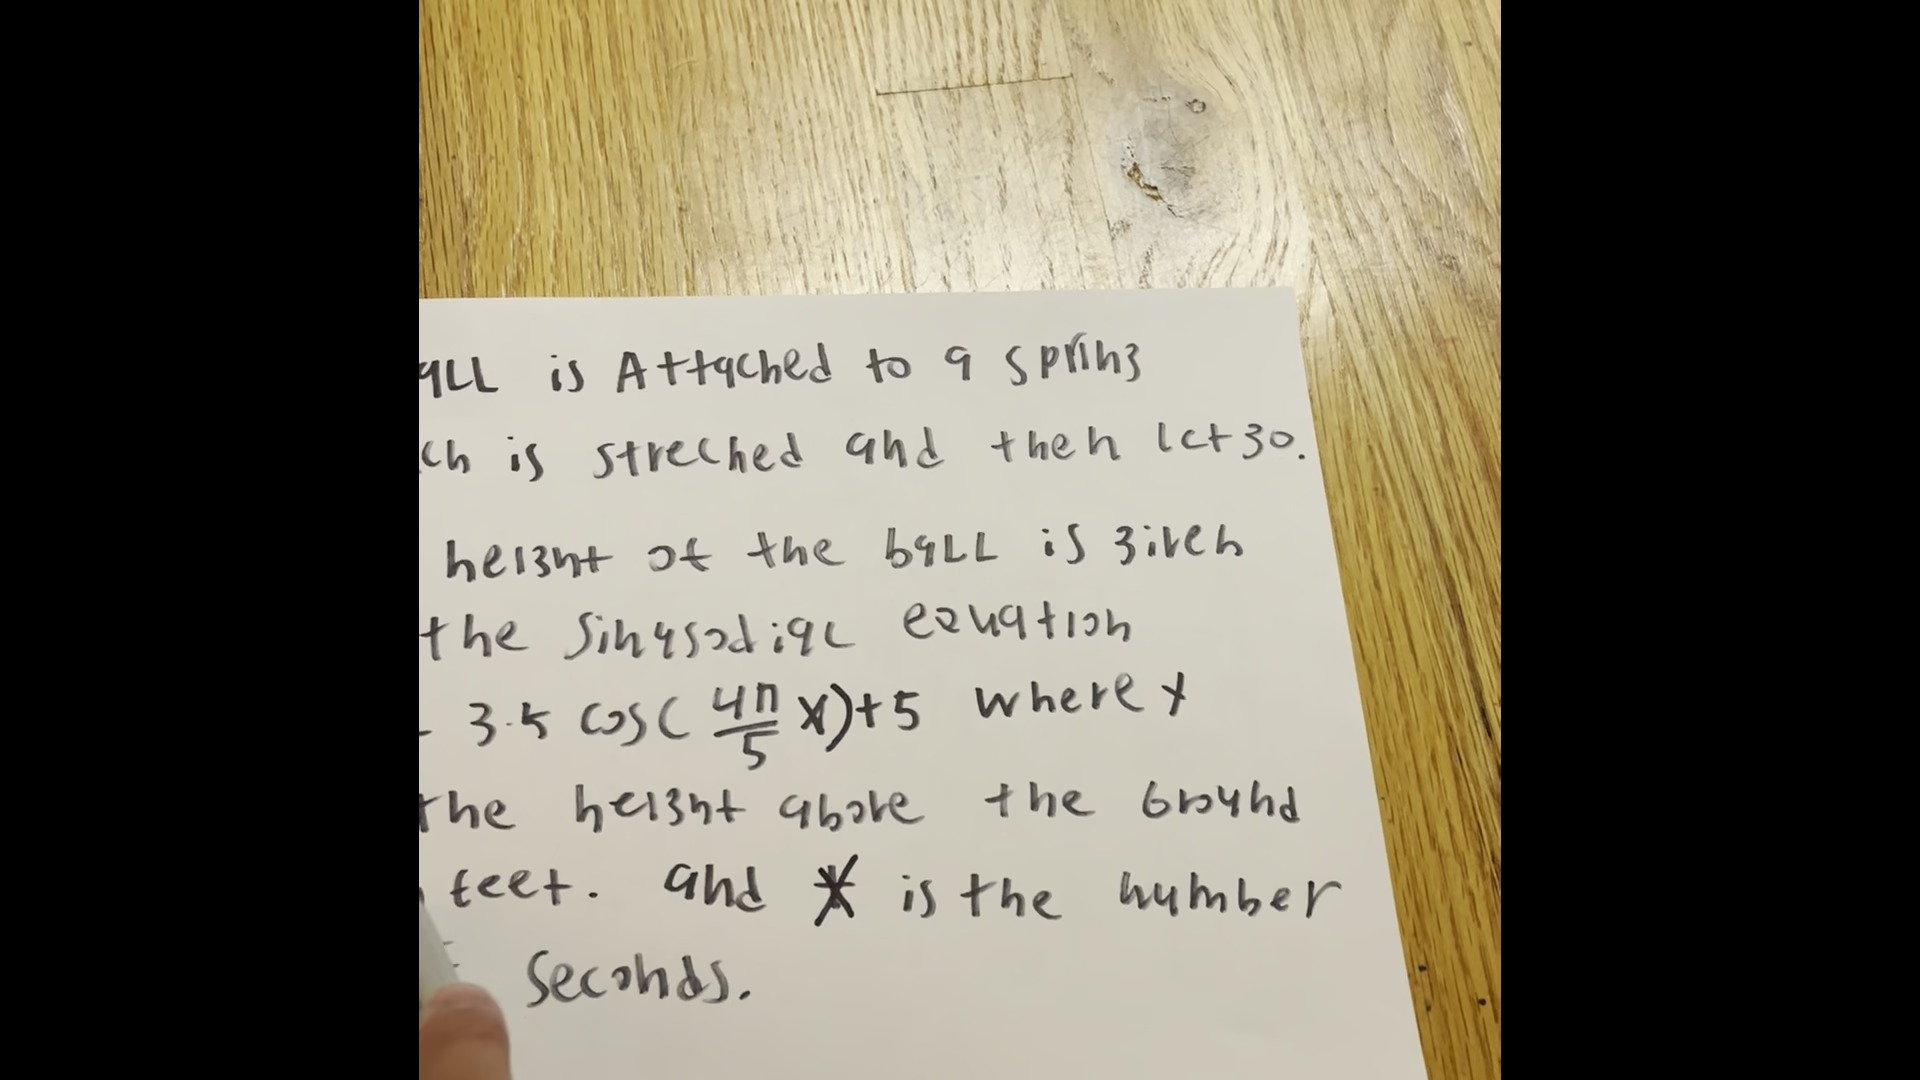 ALL is Attached to a spring
ch is streched and then let go.
height of the bALL is given
the Sinusodial equation
- 3.5 cos( 4π/5 x)+5 where y
the height above the Ground
feet. and x is the number
Seconds.